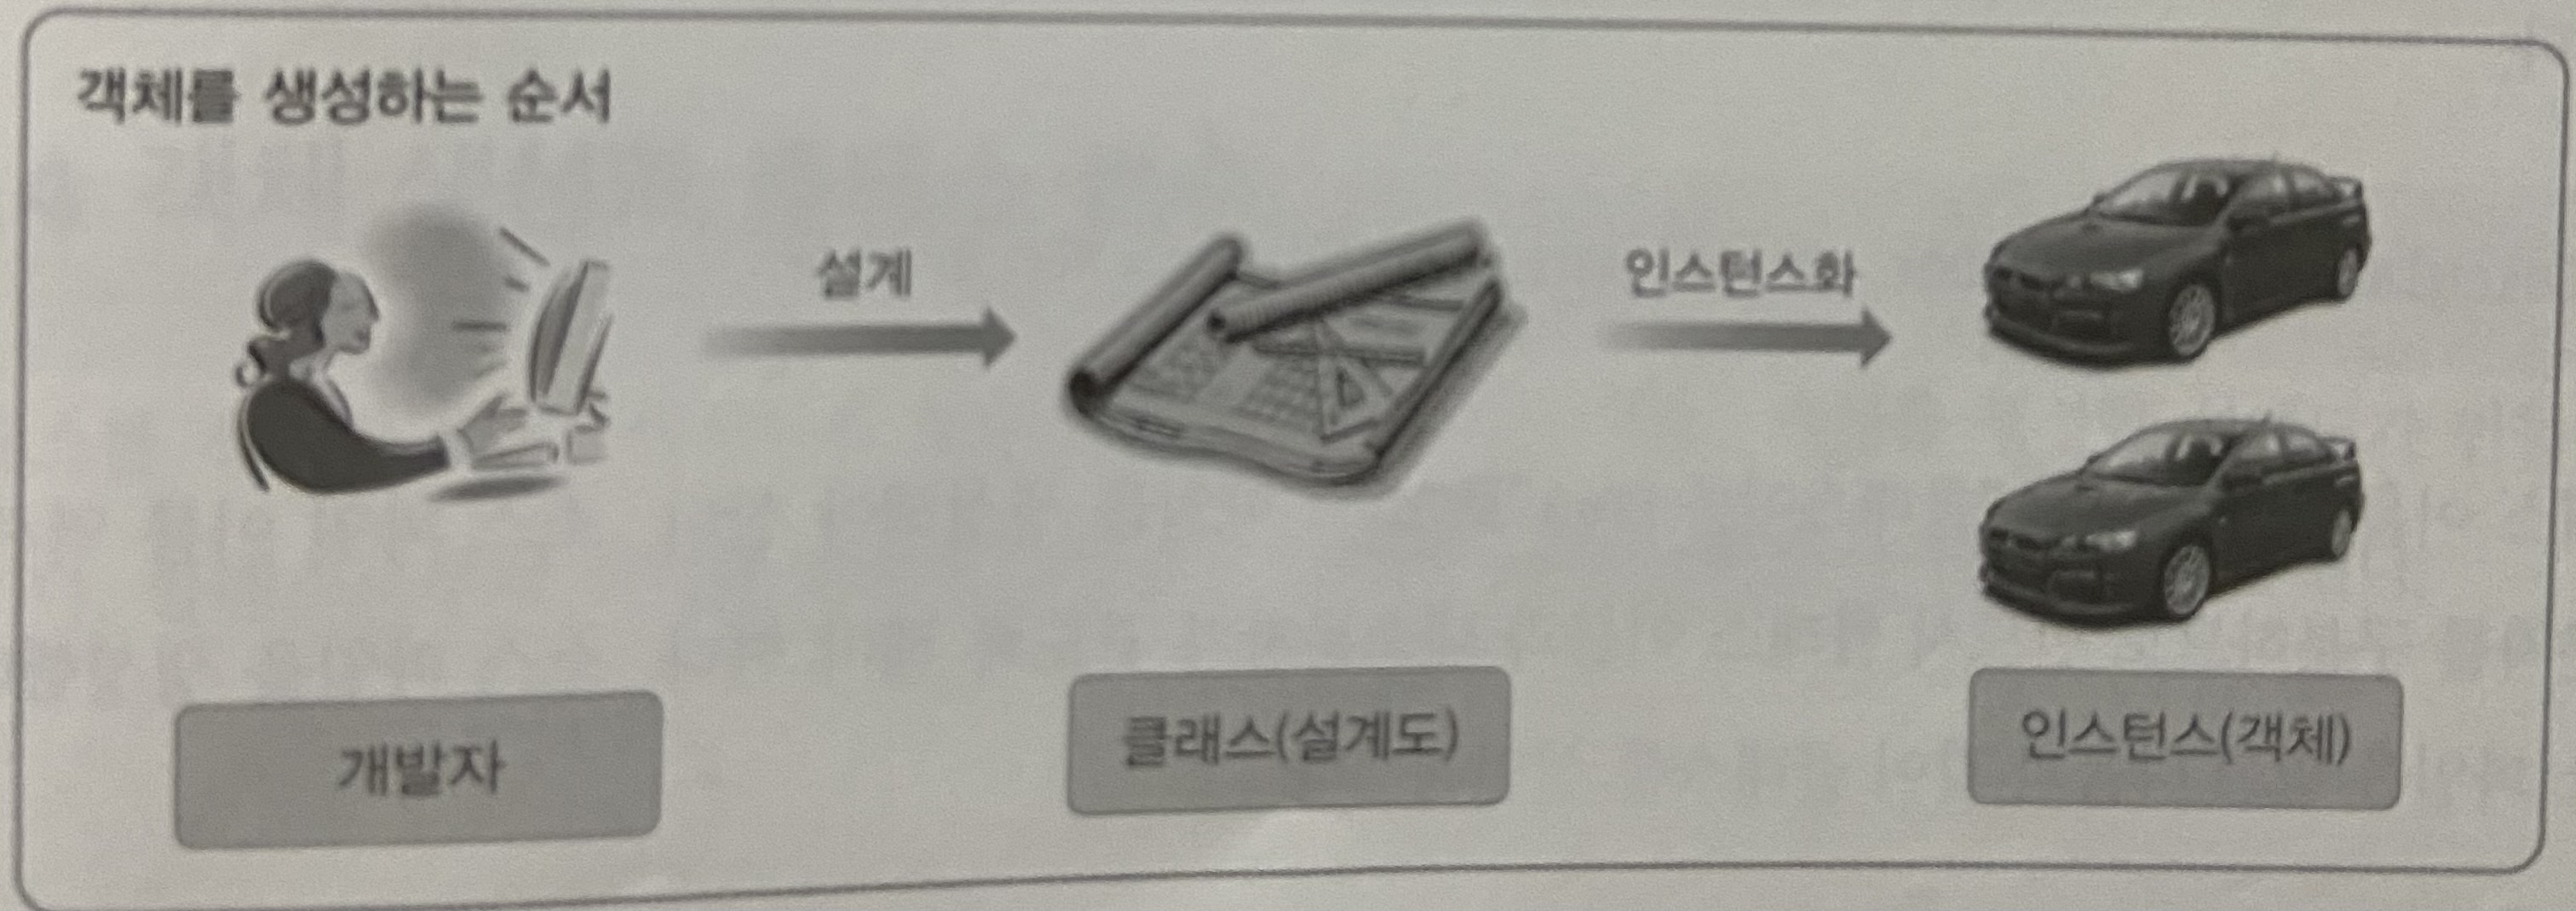 객체를 생성하는 순서
설계
인스턴스화
개발자
클래스(설계도)
인스턴스(객체)